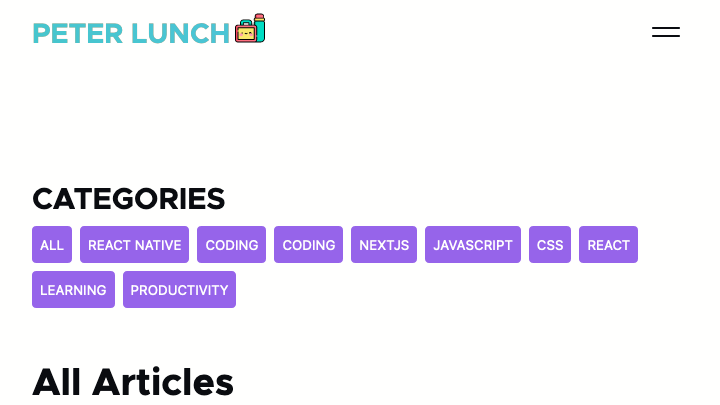 PETER LUNCH
CATEGORIES
ALL REACT NATIVE CODING CODING NEXTJS JAVASCRIPT CSS REACT
LEARNING PRODUCTIVITY
All Articles